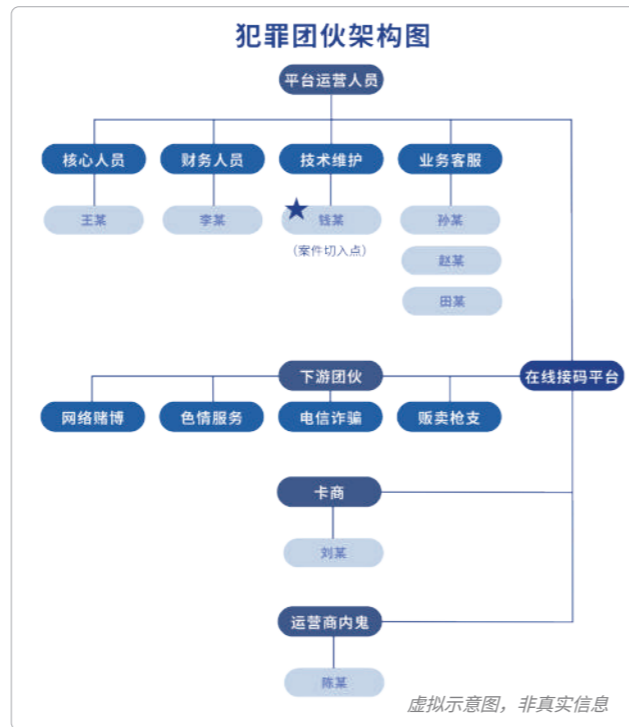 犯罪团伙架构图
平台运营人员
核心人员 财务人员 技术维护 业务客服
王某 李某 钱某 孙某
（案件切入点）
赵某
田某
下游团伙 在线接码平台
网络赌博 色情服务 电信诈骗 贩卖枪支
卡商
刘某
运营商内鬼
陈某
虚拟示意图，非真实信息